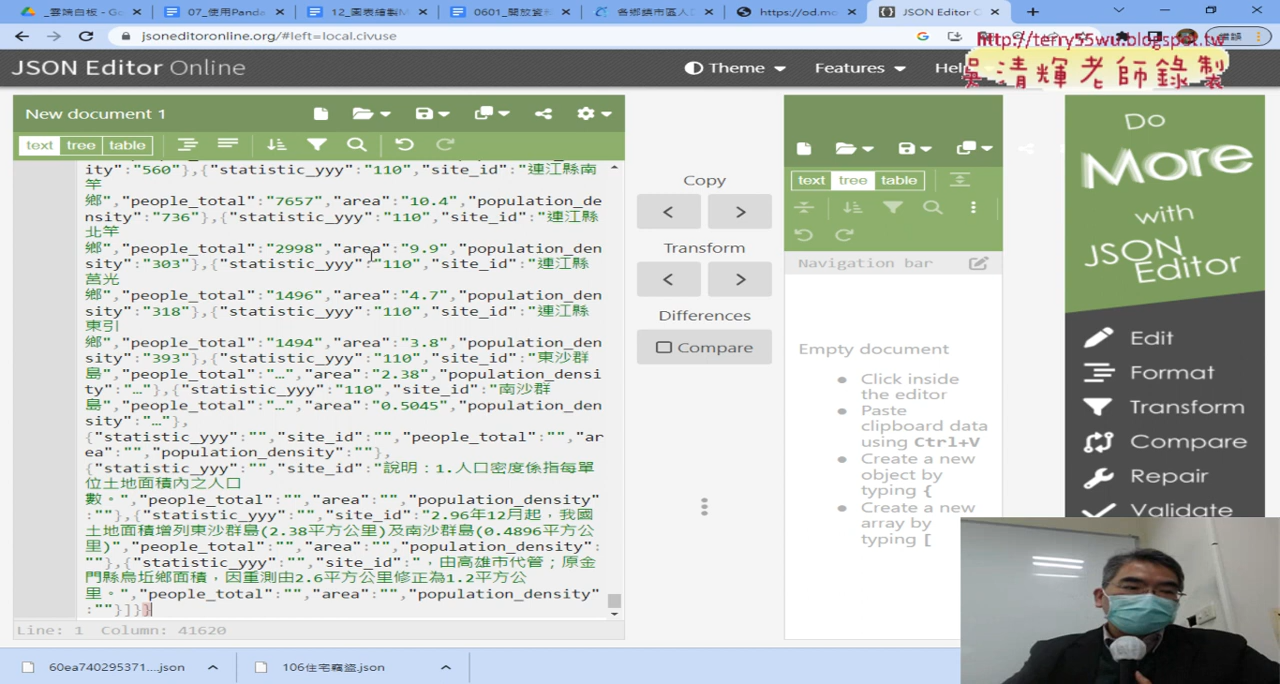 _雲端白板 - Go
07_使用Panda
12_圖表繪製M
0601_開放資料
各鄉鎮市區人口
https://od.mo
JSON Editor O
jsoneditoronline.org/#left=local.civuse
http://terry55wu.blogspot.tw
吳清輝老師錄製
JSON Editor Online
Theme
Features
Help
New document 1
text tree table
ity":"560"},{"statistic_yyy":"110","site_id":"連江縣南
竿
鄉","people_total":"7657","area":"10.4","population_de
nsity":"736"},{"statistic_yyy":"110","site_id":"連江縣
北竿
鄉","people_total":"2998","area":"9.9","population_den
sity":"303"},{"statistic_yyy":"110","site_id":"連江縣
莒光
鄉","people_total":"1496","area":"4.7","population_den
sity":"318"},{"statistic_yyy":"110","site_id":"連江縣
東引
鄉","people_total":"1494","area":"3.8","population_den
sity":"393"},{"statistic_yyy":"110","site_id":"東沙群
島","people_total":"…","area":"2.38","population_densi
ty":"…"},{"statistic_yyy":"110","site_id":"南沙群
島","people_total":"…","area":"0.5045","population_den
sity":"…"},
{"statistic_yyy":"","site_id":"","people_total":"","ar
ea":"","population_density":""},
{"statistic_yyy":"","site_id":"說明：1.人口密度係指每單
位土地面積內之人口
數。","people_total":"","area":"","population_density"
:""},{"statistic_yyy":"","site_id":"2.96年12月起，我國
土地面積增列東沙群島(2.38平方公里)及南沙群島(0.4896平方公
里)","people_total":"","area":"","population_density":
""},{"statistic_yyy":"","site_id":"，由高雄市代管；原金
門縣烏坵鄉面積，因重測由2.6平方公里修正為1.2平方公
里。","people_total":"","area":"","population_density"
:""}]}
Line: 1 Column: 41620
Copy
< >
Transform
< >
Differences
Compare
text tree table
Navigation bar
Empty document
Click inside
the editor
Paste
clipboard data
using Ctrl+V
Create a new
object by
typing {
Create a new
array by
typing [
Do
More
with
JSON
Editor
Edit
Format
Transform
Compare
Repair
Validate
60ea740295371....json
106住宅竊盜.json